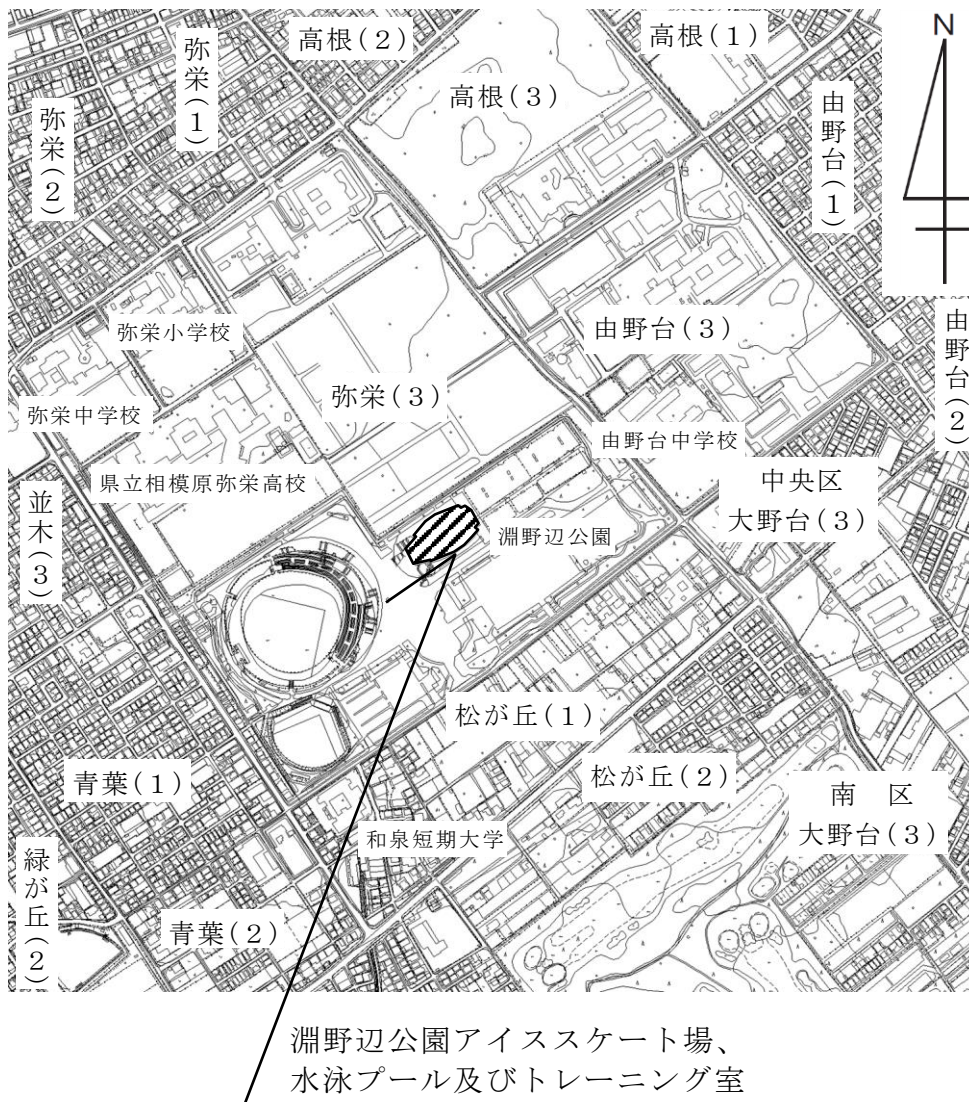 高根(2)
高根(1)
N
弥栄(1)
高根(3)
由野台(1)
弥栄(2)
由野台(3)
由野台(2)
弥栄小学校
弥栄(3)
弥栄中学校
由野台中学校
県立相模原弥栄高校
中央区
大野台(3)
並木(3)
淵野辺公園
松が丘(1)
青葉(1)
松が丘(2)
南 区
大野台(3)
和泉短期大学
緑が丘(2)
青葉(2)
淵野辺公園アイススケート場、
水泳プール及びトレーニング室